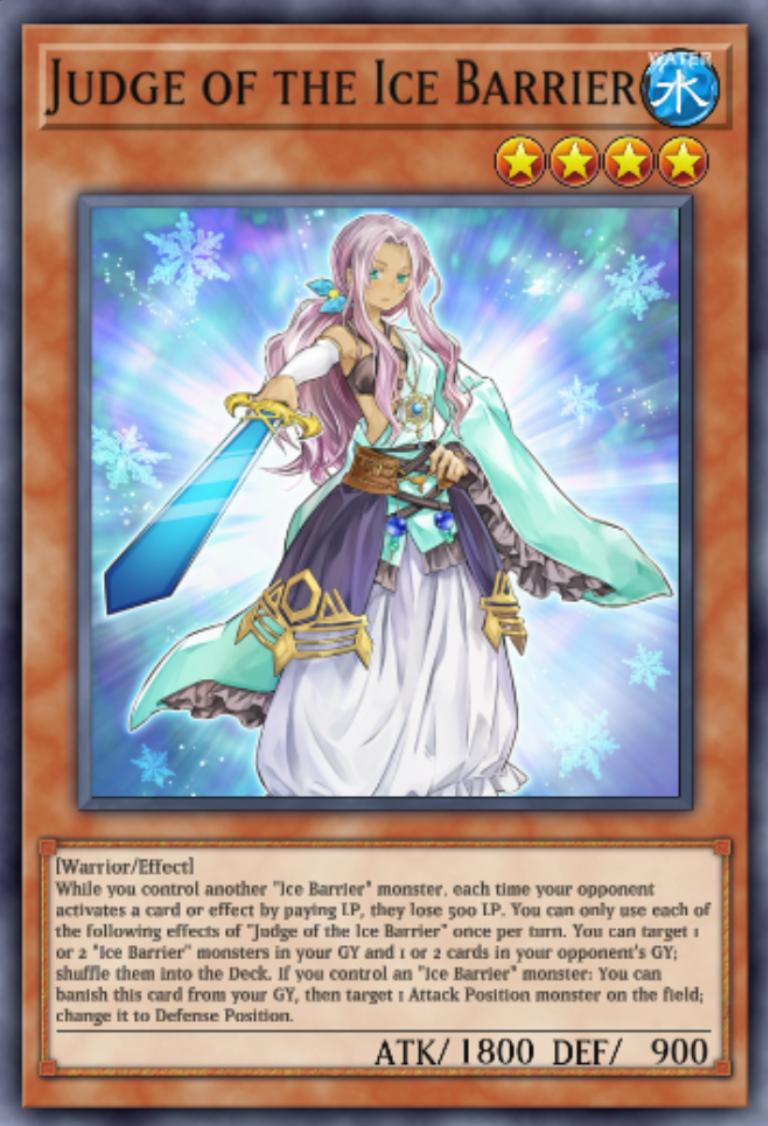 JUDGE OF THE ICE BARRIER
WATER
水
[Warrior/Effect]
While you control another "Ice Barrier" monster, each time your opponent
activates a card or effect by paying LP, they lose 500 LP. You can only use each of
the following effects of "Judge of the Ice Barrier" once per turn. You can target 1
or 2 "Ice Barrier" monsters in your GY and 1 or 2 cards in your opponent's GY;
shuffle them into the Deck. If you control an "Ice Barrier" monster: You can
banish this card from your GY, then target 1 Attack Position monster on the field;
change it to Defense Position.
ATK/ 1800 DEF/ 900